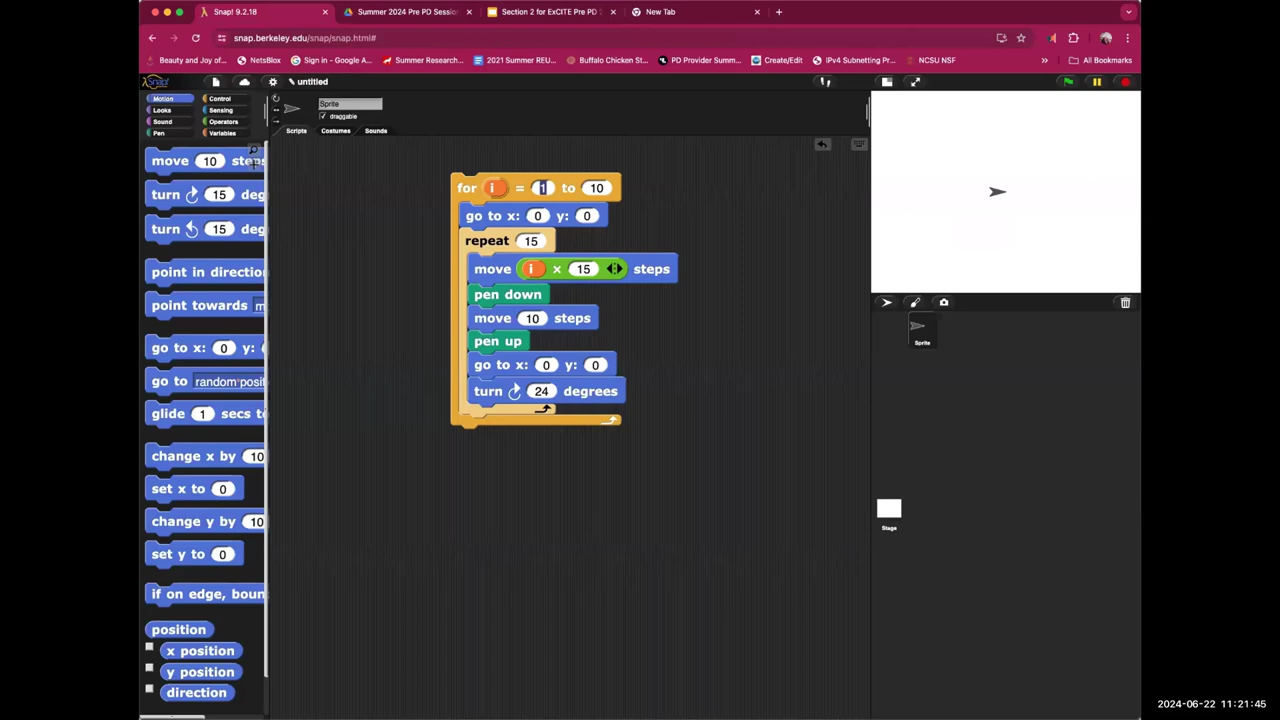 Snap! 9.2.18
Summer 2024 Pre PD Sessi
Section 2 for ExCITE Pre PD
New Tab
snap.berkeley.edu/snap/snap.html#
Beauty and Joy of...
NetsBlox
Sign in - Google A...
Summer Research...
2021 Summer REU...
Buffalo Chicken St...
PD Provider Summ...
Create/Edit
IPv4 Subnetting Pr...
NCSU NSF
All Bookmarks
untitled
Motion
Control
Looks
Sensing
Sound
Operators
Pen
Variables
Sprite
draggable
Scripts
Costumes
Sounds
move 10 steps
turn 15 deg
turn 15 deg
point in direction
point towards
go to x: 0 y:
go to random posit
glide 1 secs to
change x by 10
set x to 0
change y by 10
set y to 0
if on edge, boun
position
x position
y position
direction
for i = 1 to 10
go to x: 0 y: 0
repeat 15
move i × 15 steps
pen down
move 10 steps
pen up
go to x: 0 y: 0
turn 24 degrees
Sprite
Stage
2024-06-22 11:21:45